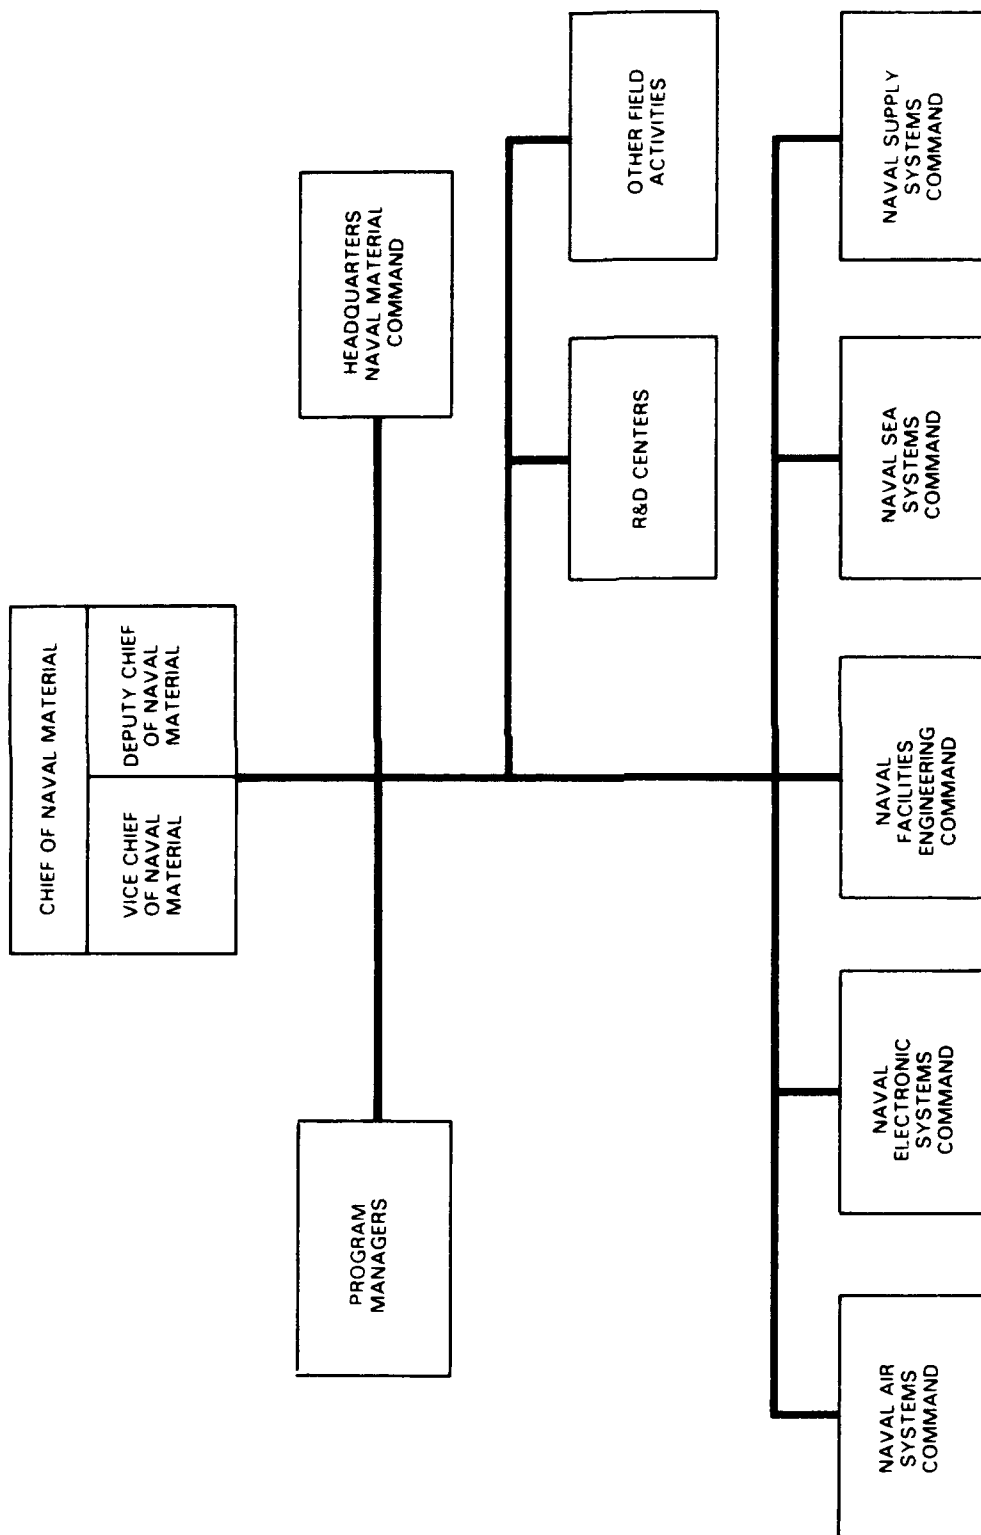 CHIEF OF NAVAL MATERIAL
VICE CHIEF
OF NAVAL
MATERIAL
DEPUTY CHIEF
OF NAVAL
MATERIAL
PROGRAM
MANAGERS
HEADQUARTERS
NAVAL MATERIAL
COMMAND
R&D CENTERS
OTHER FIELD
ACTIVITIES
NAVAL AIR
SYSTEMS
COMMAND
NAVAL
ELECTRONIC
SYSTEMS
COMMAND
NAVAL
FACILITIES
ENGINEERING
COMMAND
NAVAL SEA
SYSTEMS
COMMAND
NAVAL SUPPLY
SYSTEMS
COMMAND